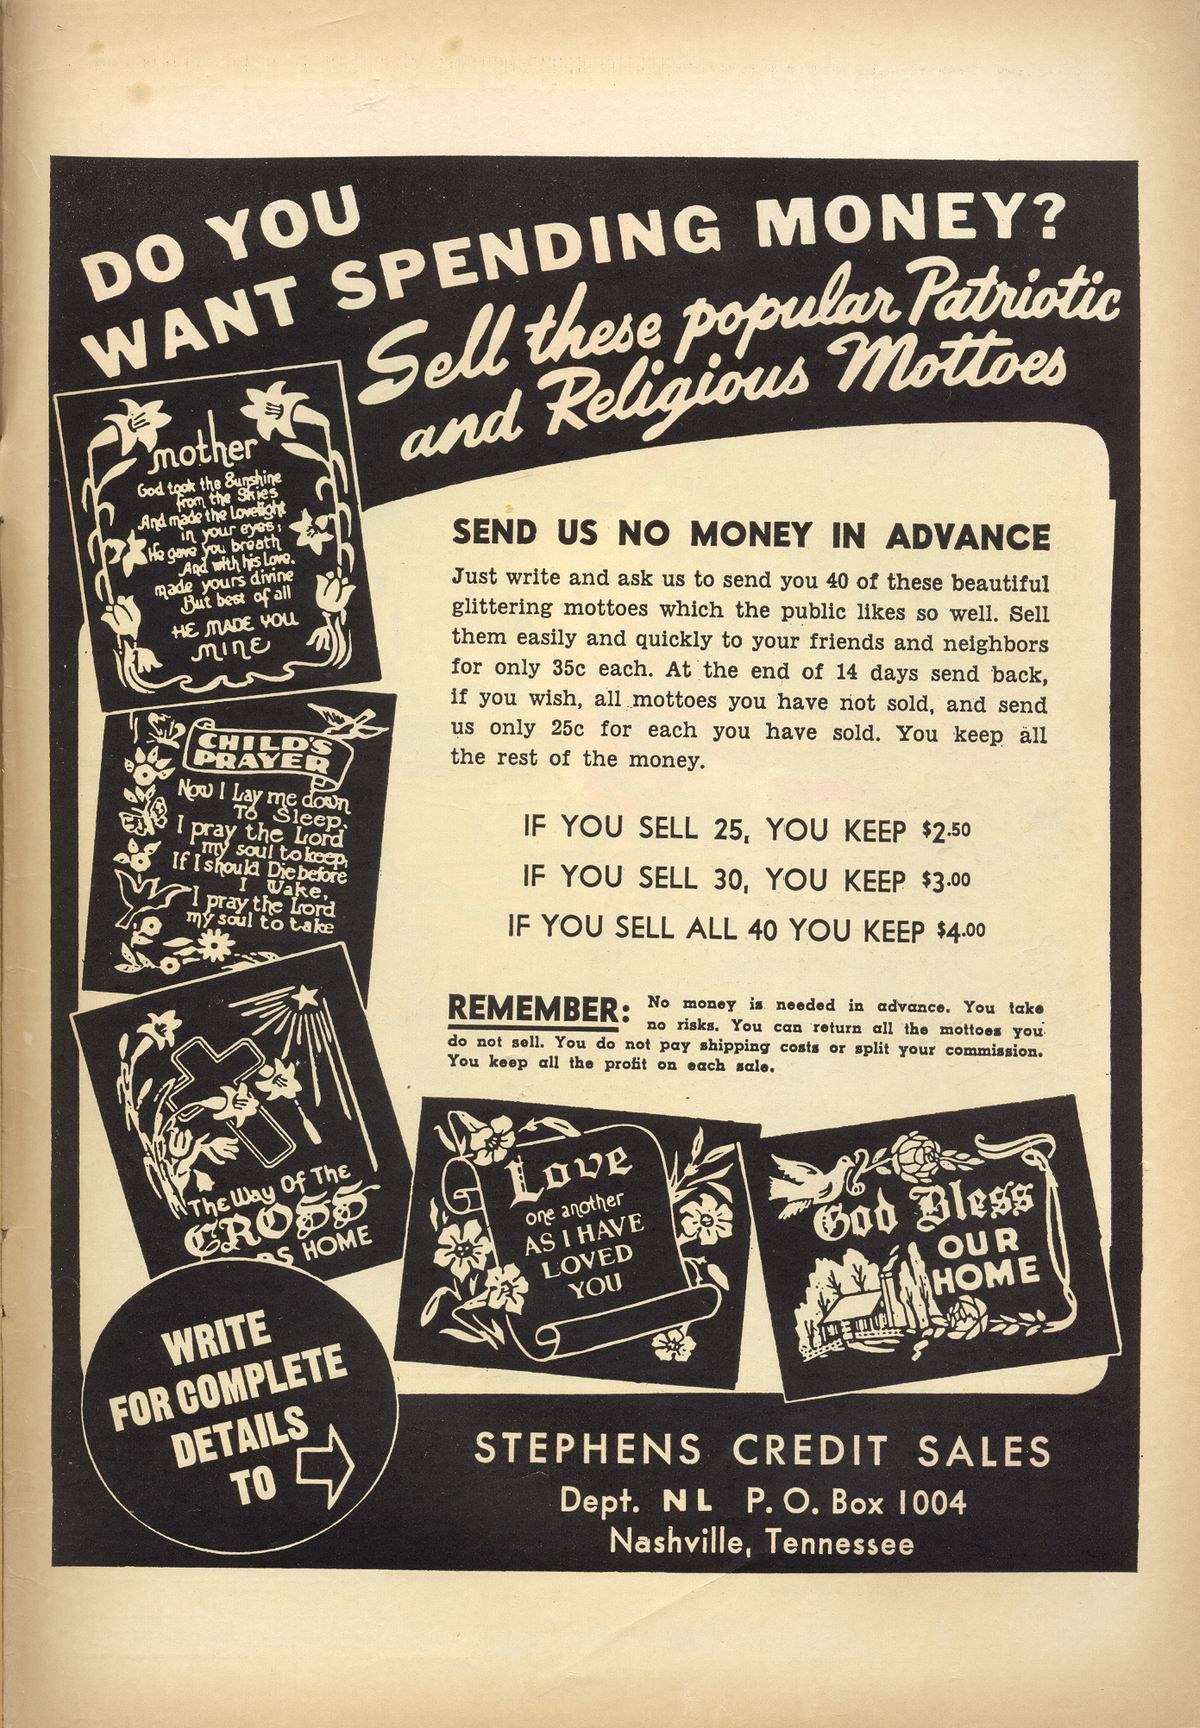 DO YOU
WANT SPENDING MONEY?
Sell these popular Patriotic
and Religious Mottoes
mother
God took the Sunshine
from the Skies
And made the Lovelight
in your eyes;
He gave you breath
And with his Love,
made yours divine
But best of all
HE MADE YOU
MINE
CHILD'S
PRAYER
Now I Lay me down
To Sleep,
I pray the Lord
my soul to keep,
If I should Die before
I Wake,
I pray the Lord
my soul to take
The Way Of The
CROSS
HOME
SEND US NO MONEY IN ADVANCE
Just write and ask us to send you 40 of these beautiful
glittering mottoes which the public likes so well. Sell
them easily and quickly to your friends and neighbors
for only 35c each. At the end of 14 days send back,
if you wish, all mottoes you have not sold, and send
us only 25c for each you have sold. You keep all
the rest of the money.
IF YOU SELL 25, YOU KEEP $2.50
IF YOU SELL 30, YOU KEEP $3.00
IF YOU SELL ALL 40 YOU KEEP $4.00
REMEMBER: No money is needed in advance. You take
no risks. You can return all the mottoes you
do not sell. You do not pay shipping costs or split your commission.
You keep all the profit on each sale.
Love
one another
AS I HAVE
LOVED
YOU
God Bless
OUR
HOME
WRITE
FOR COMPLETE
DETAILS
TO
STEPHENS CREDIT SALES
Dept. NL P. O. Box 1004
Nashville, Tennessee